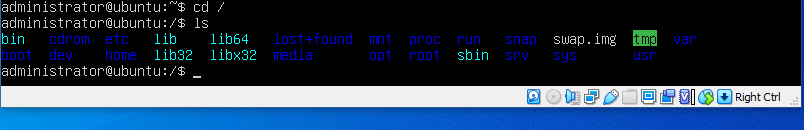 administrator@ubuntu:~$ cd /
administrator@ubuntu:/$ ls
bin cdrom etc lib lib64 lost+found mnt proc run snap swap.img tmp var
boot dev home lib32 libx32 media opt root sbin srv sys usr
administrator@ubuntu:/$ _
Right Ctrl